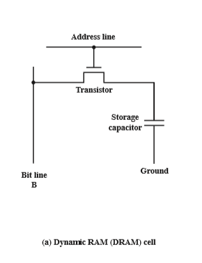 Address line
Transistor
Storage
capacitor
Ground
Bit line
B
(a) Dynamic RAM (DRAM) cell